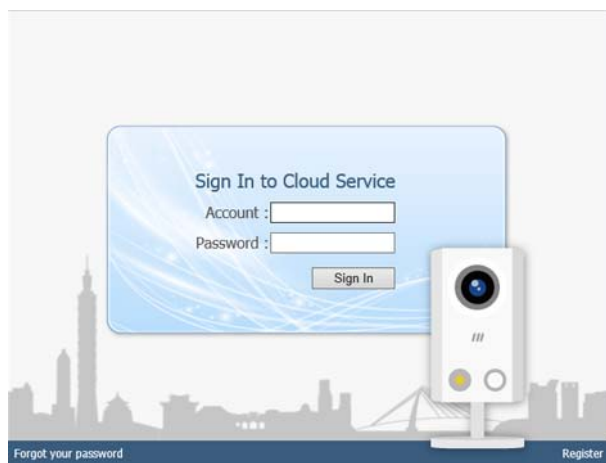 Sign In to Cloud Service
Account :
Password :
Sign In
Forgot your password
Register